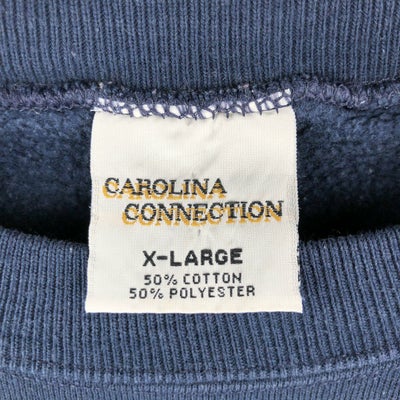 CAROLINA
CONNECTION
X-LARGE
50% COTTON
50% POLYESTER